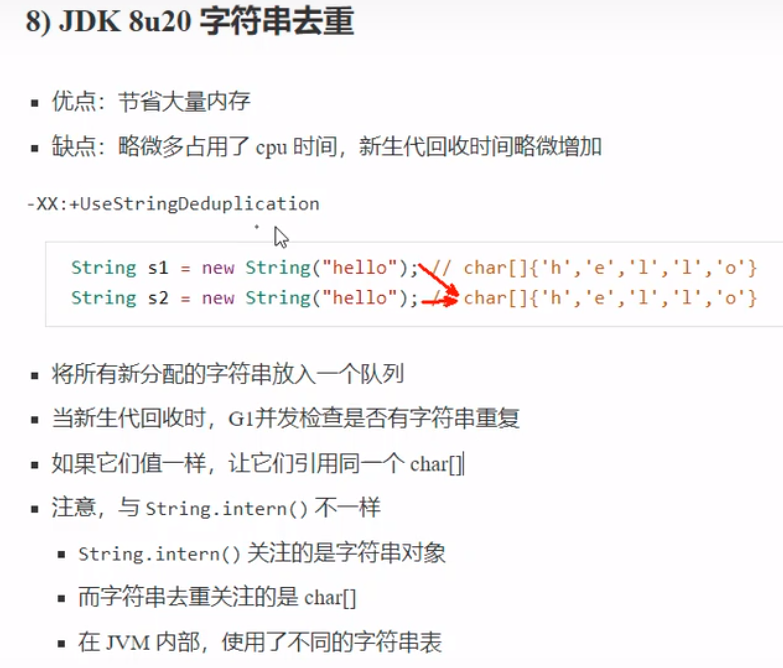 8) JDK 8u20 字符串去重
优点：节省大量内存
缺点：略微多占用了 cpu 时间，新生代回收时间略微增加
-XX:+UseStringDeduplication
String s1 = new String("hello"); // char[]{'h','e','l','l','o'}
String s2 = new String("hello"); // char[]{'h','e','l','l','o'}
将所有新分配的字符串放入一个队列
当新生代回收时，G1并发检查是否有字符串重复
如果它们值一样，让它们引用同一个 char[]
注意，与 String.intern() 不一样
String.intern() 关注的是字符串对象
而字符串去重关注的是 char[]
在 JVM 内部，使用了不同的字符串表